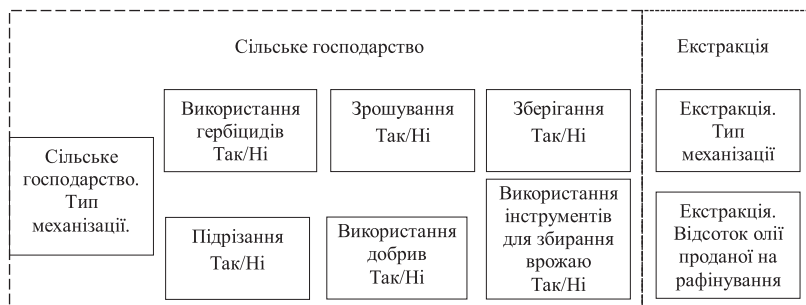 Сільське господарство
Екстракція
Сільське
господарство.
Тип
механізації.
Використання
гербіцидів
Так/Ні
Зрошування
Так/Ні
Зберігання
Так/Ні
Підрізання
Так/Ні
Використання
добрив
Так/Ні
Використання
інструментів
для збирання
врожаю
Так/Ні
Екстракція.
Тип
механізації
Екстракція.
Відсоток олії
проданої на
рафінування